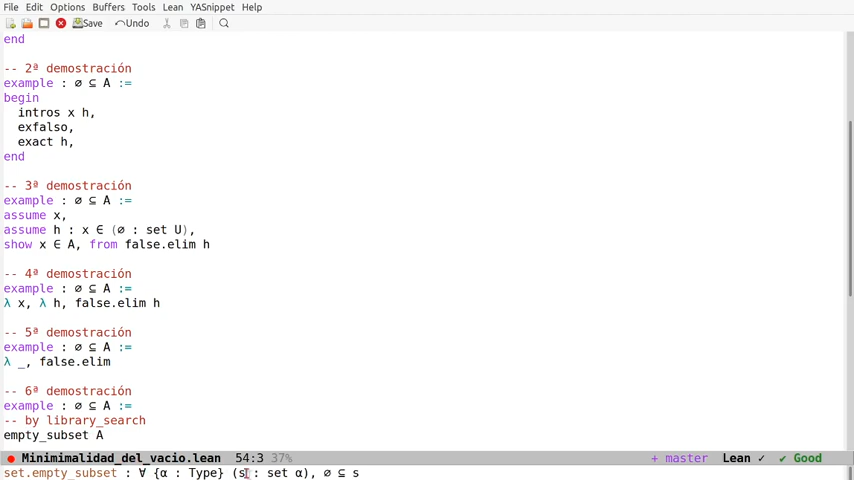 File Edit Options Buffers Tools Lean YASnippet Help
Save Undo
end
-- 2ª demostración
example : ∅ ⊆ A :=
begin
  intros x h,
  exfalso,
  exact h,
end
-- 3ª demostración
example : ∅ ⊆ A :=
assume x,
assume h : x ∈ (∅ : set U),
show x ∈ A, from false.elim h
-- 4ª demostración
example : ∅ ⊆ A :=
λ x, λ h, false.elim h
-- 5ª demostración
example : ∅ ⊆ A :=
λ _, false.elim
-- 6ª demostración
example : ∅ ⊆ A :=
-- by library_search
empty_subset A
Minimimalidad_del_vacio.lean 54:3 37% + master Lean ✓ ✔ Good
set.empty_subset : ∀ {α : Type} (s : set α), ∅ ⊆ s